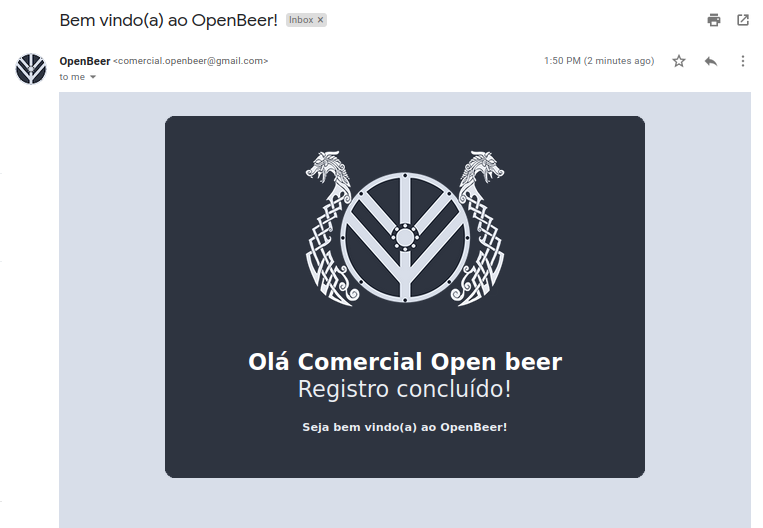 Bem vindo(a) ao OpenBeer! Inbox x
OpenBeer <comercial.openbeer@gmail.com> 1:50 PM (2 minutes ago)
to me
Olá Comercial Open beer
Registro concluído!
Seja bem vindo(a) ao OpenBeer!